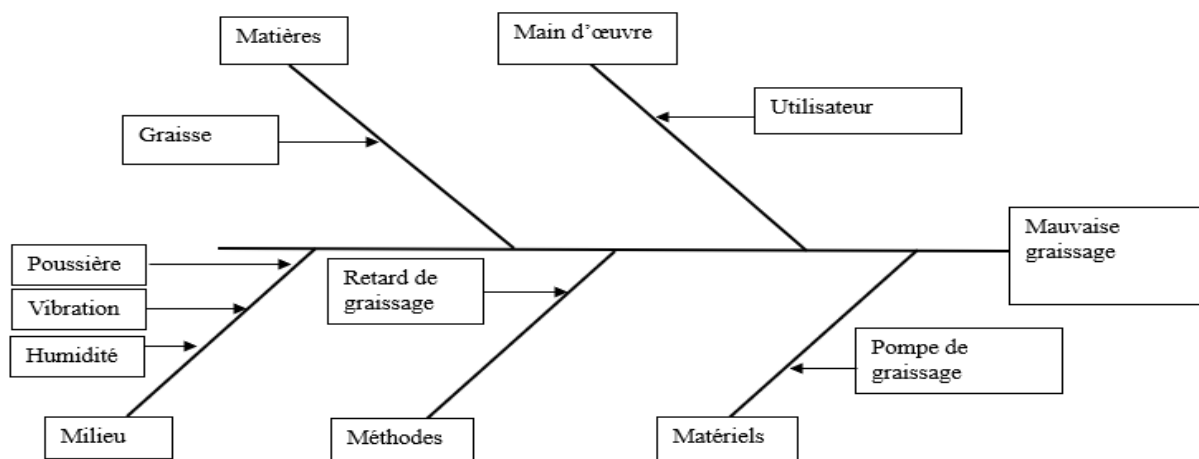 Matières
Main d’œuvre
Graisse
Utilisateur
Mauvaise
graissage
Poussière
Vibration
Humidité
Retard de
graissage
Pompe de
graissage
Milieu
Méthodes
Matériels